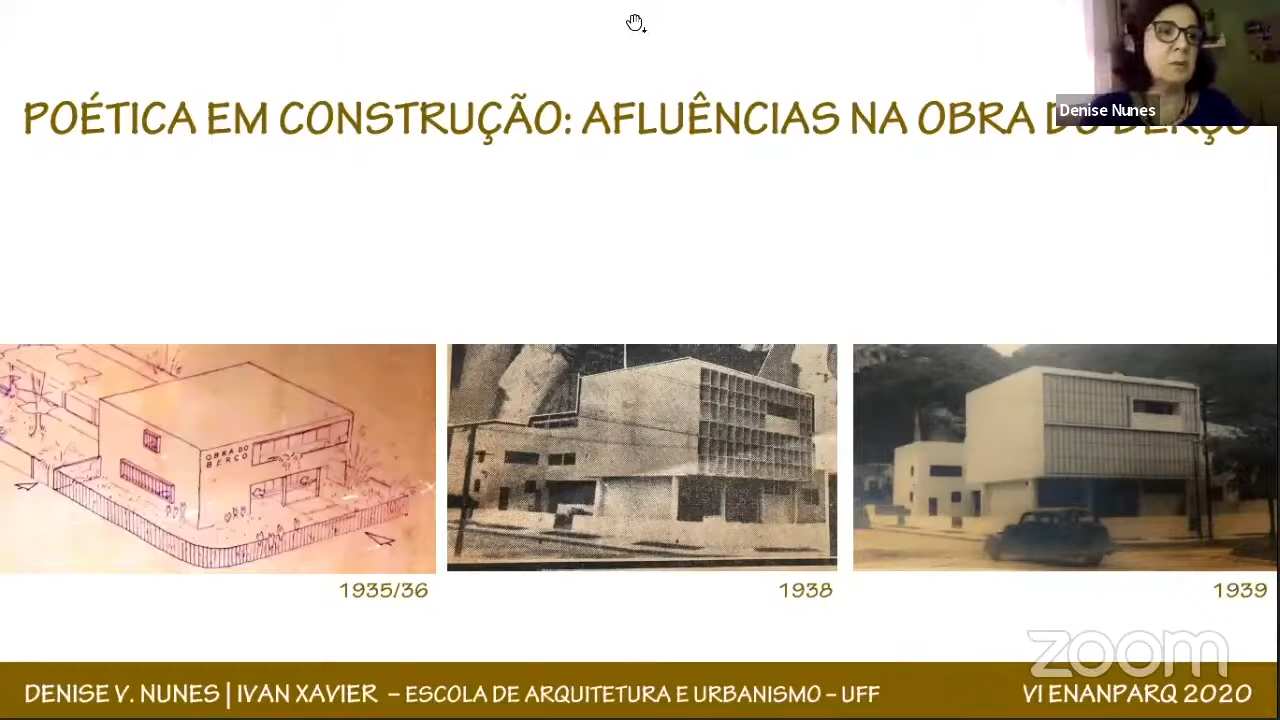 POÉTICA EM CONSTRUÇÃO: AFLUÊNCIAS NA OBRA DO BERÇO
Denise Nunes
OBRA DO
BERÇO
1935/36
1938
1939
zoom
DENISE V. NUNES | IVAN XAVIER – ESCOLA DE ARQUITETURA E URBANISMO – UFF
VI ENANPARQ 2020